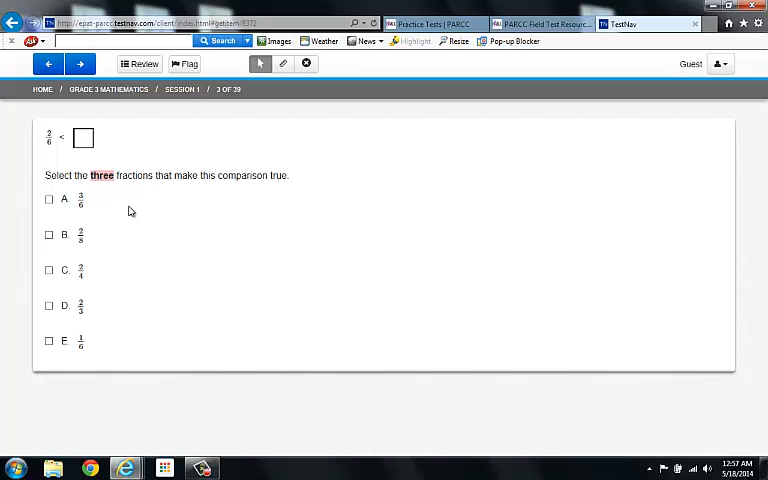 http://epat-parcc.testnav.com/client/index.html#getitem/8372
Practice Tests | PARCC
PARCC Field Test Resourc...
TN TestNav
Search
Images
Weather
News
Highlight
Resize
Pop-up Blocker
Review
Flag
Guest
HOME GRADE 3 MATHEMATICS SESSION 1 3 OF 39
2/6 <
Select the three fractions that make this comparison true.
A. 3/6
B. 2/8
C. 2/4
D. 2/3
E. 1/6
12:57 AM
5/18/2014